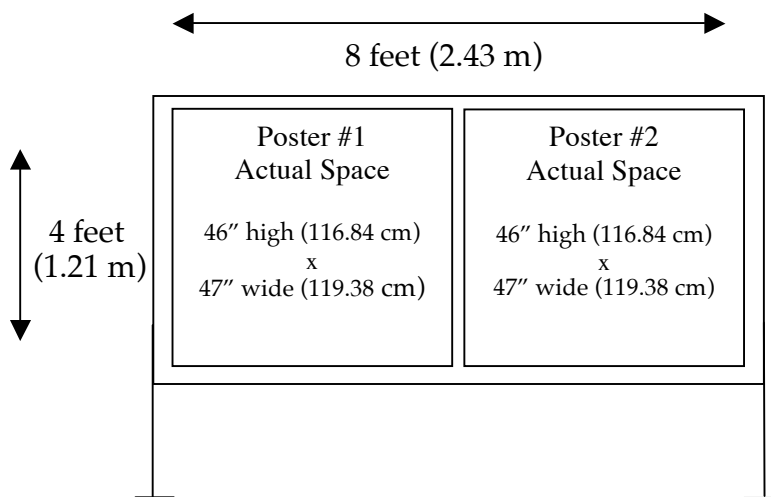 8 feet (2.43 m)
Poster #1
Actual Space
46″ high (116.84 cm)
x
47″ wide (119.38 cm)
Poster #2
Actual Space
46″ high (116.84 cm)
x
47″ wide (119.38 cm)
4 feet
(1.21 m)